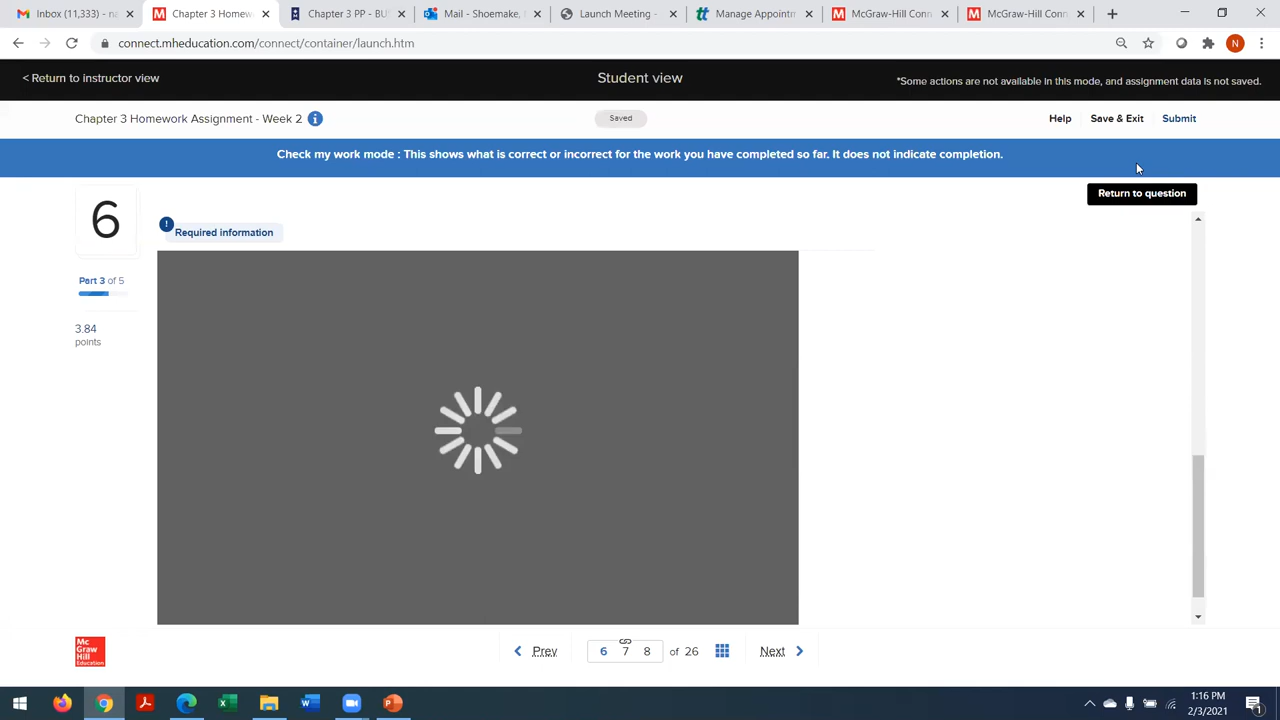 Inbox (11,333) - na
Chapter 3 Homew
Chapter 3 PP - BU
Mail - Shoemake,
Launch Meeting -
Manage Appointm
McGraw-Hill Conn
McGraw-Hill Conn
connect.mheducation.com/connect/container/launch.htm
N
< Return to instructor view
Student view
*Some actions are not available in this mode, and assignment data is not saved.
Chapter 3 Homework Assignment - Week 2
Saved
Help
Save & Exit
Submit
Check my work mode : This shows what is correct or incorrect for the work you have completed so far. It does not indicate completion.
Return to question
6
!
Required information
Part 3 of 5
3.84
points
Mc
Graw
Hill
Education
Prev
6 7 8 of 26
Next
1:16 PM
2/3/2021